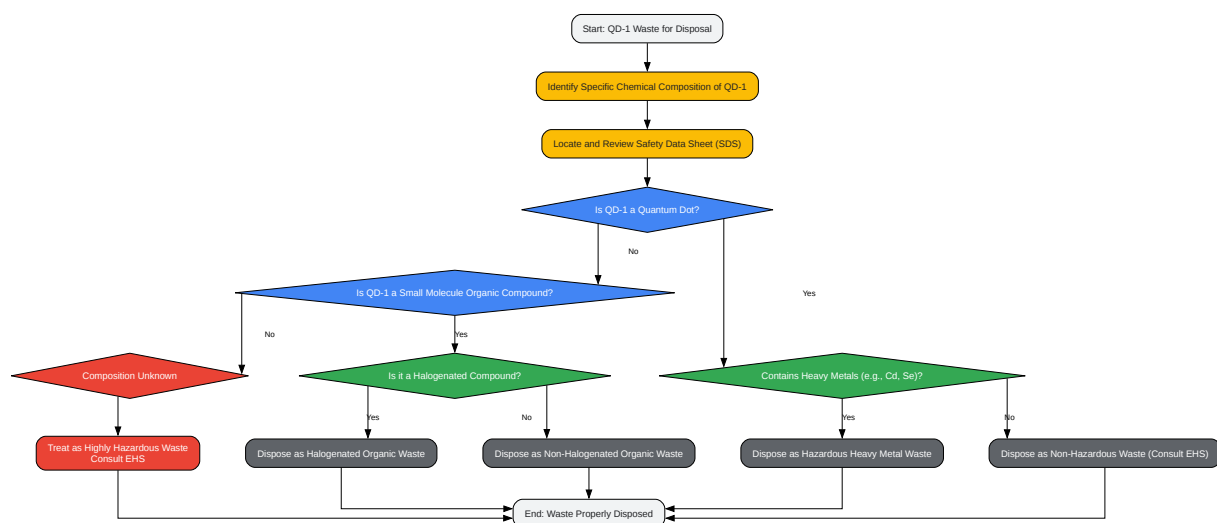 Start: QD-1 Waste for Disposal
Identify Specific Chemical Composition of QD-1
Locate and Review Safety Data Sheet (SDS)
Is QD-1 a Quantum Dot?
No
Is QD-1 a Small Molecule Organic Compound?
Yes
No
Yes
Composition Unknown
Is it a Halogenated Compound?
Contains Heavy Metals (e.g., Cd, Se)?
Yes
No
Yes
No
Treat as Highly Hazardous Waste
Consult EHS
Dispose as Halogenated Organic Waste
Dispose as Non-Halogenated Organic Waste
Dispose as Hazardous Heavy Metal Waste
Dispose as Non-Hazardous Waste (Consult EHS)
End: Waste Properly Disposed